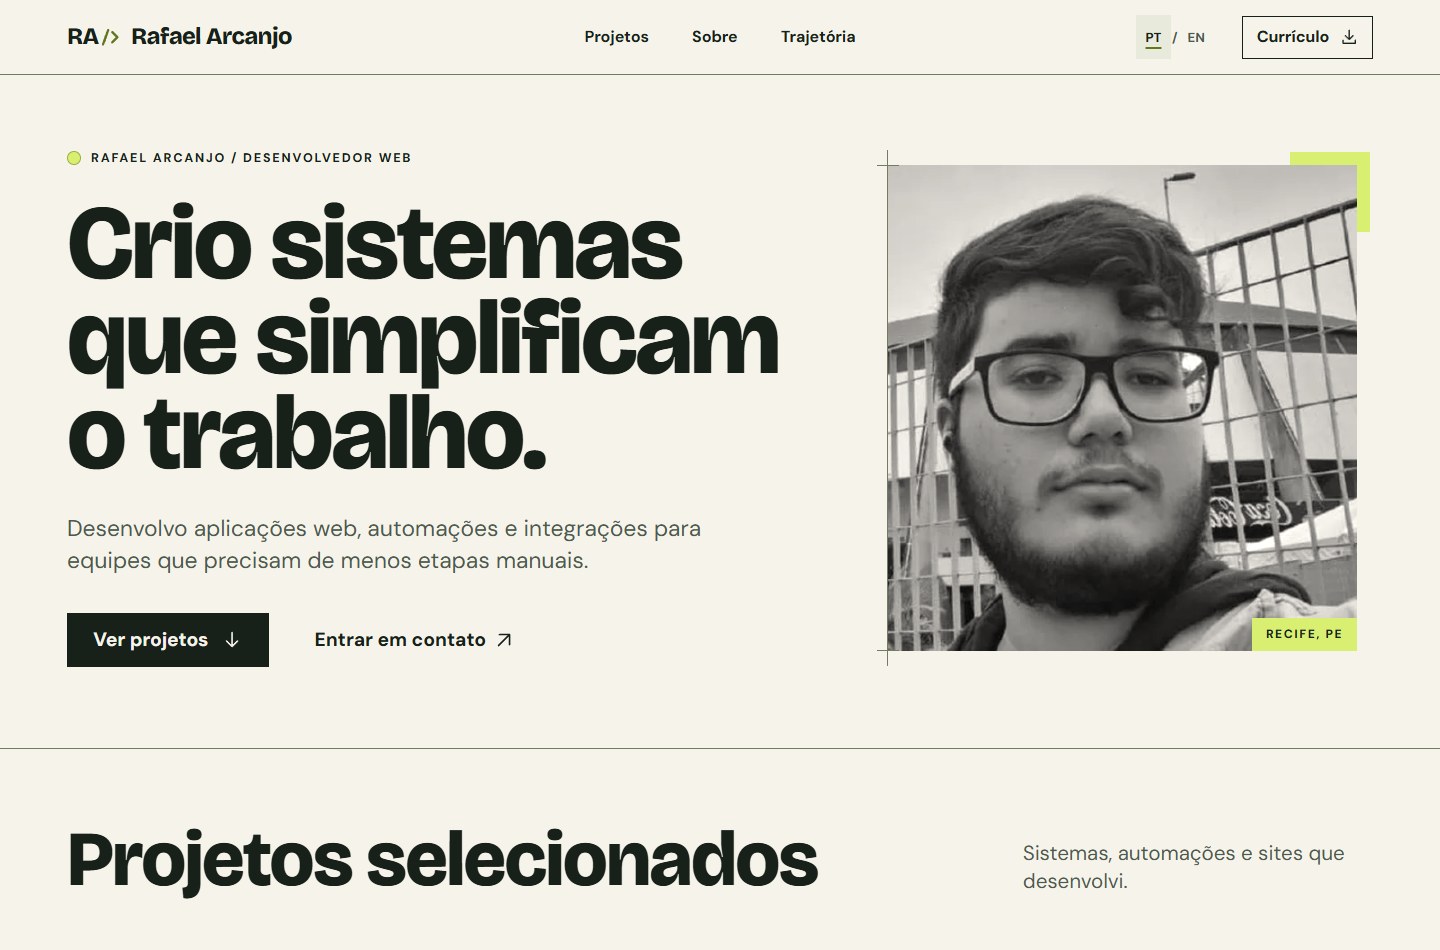 RA/> Rafael Arcanjo
Projetos
Sobre
Trajetória
PT / EN
Currículo
RAFAEL ARCANJO / DESENVOLVEDOR WEB
Crio sistemas
que simplificam
o trabalho.
Desenvolvo aplicações web, automações e integrações para
equipes que precisam de menos etapas manuais.
Ver projetos
Entrar em contato
Coca-Cola
RECIFE, PE
Projetos selecionados
Sistemas, automações e sites que
desenvolvi.